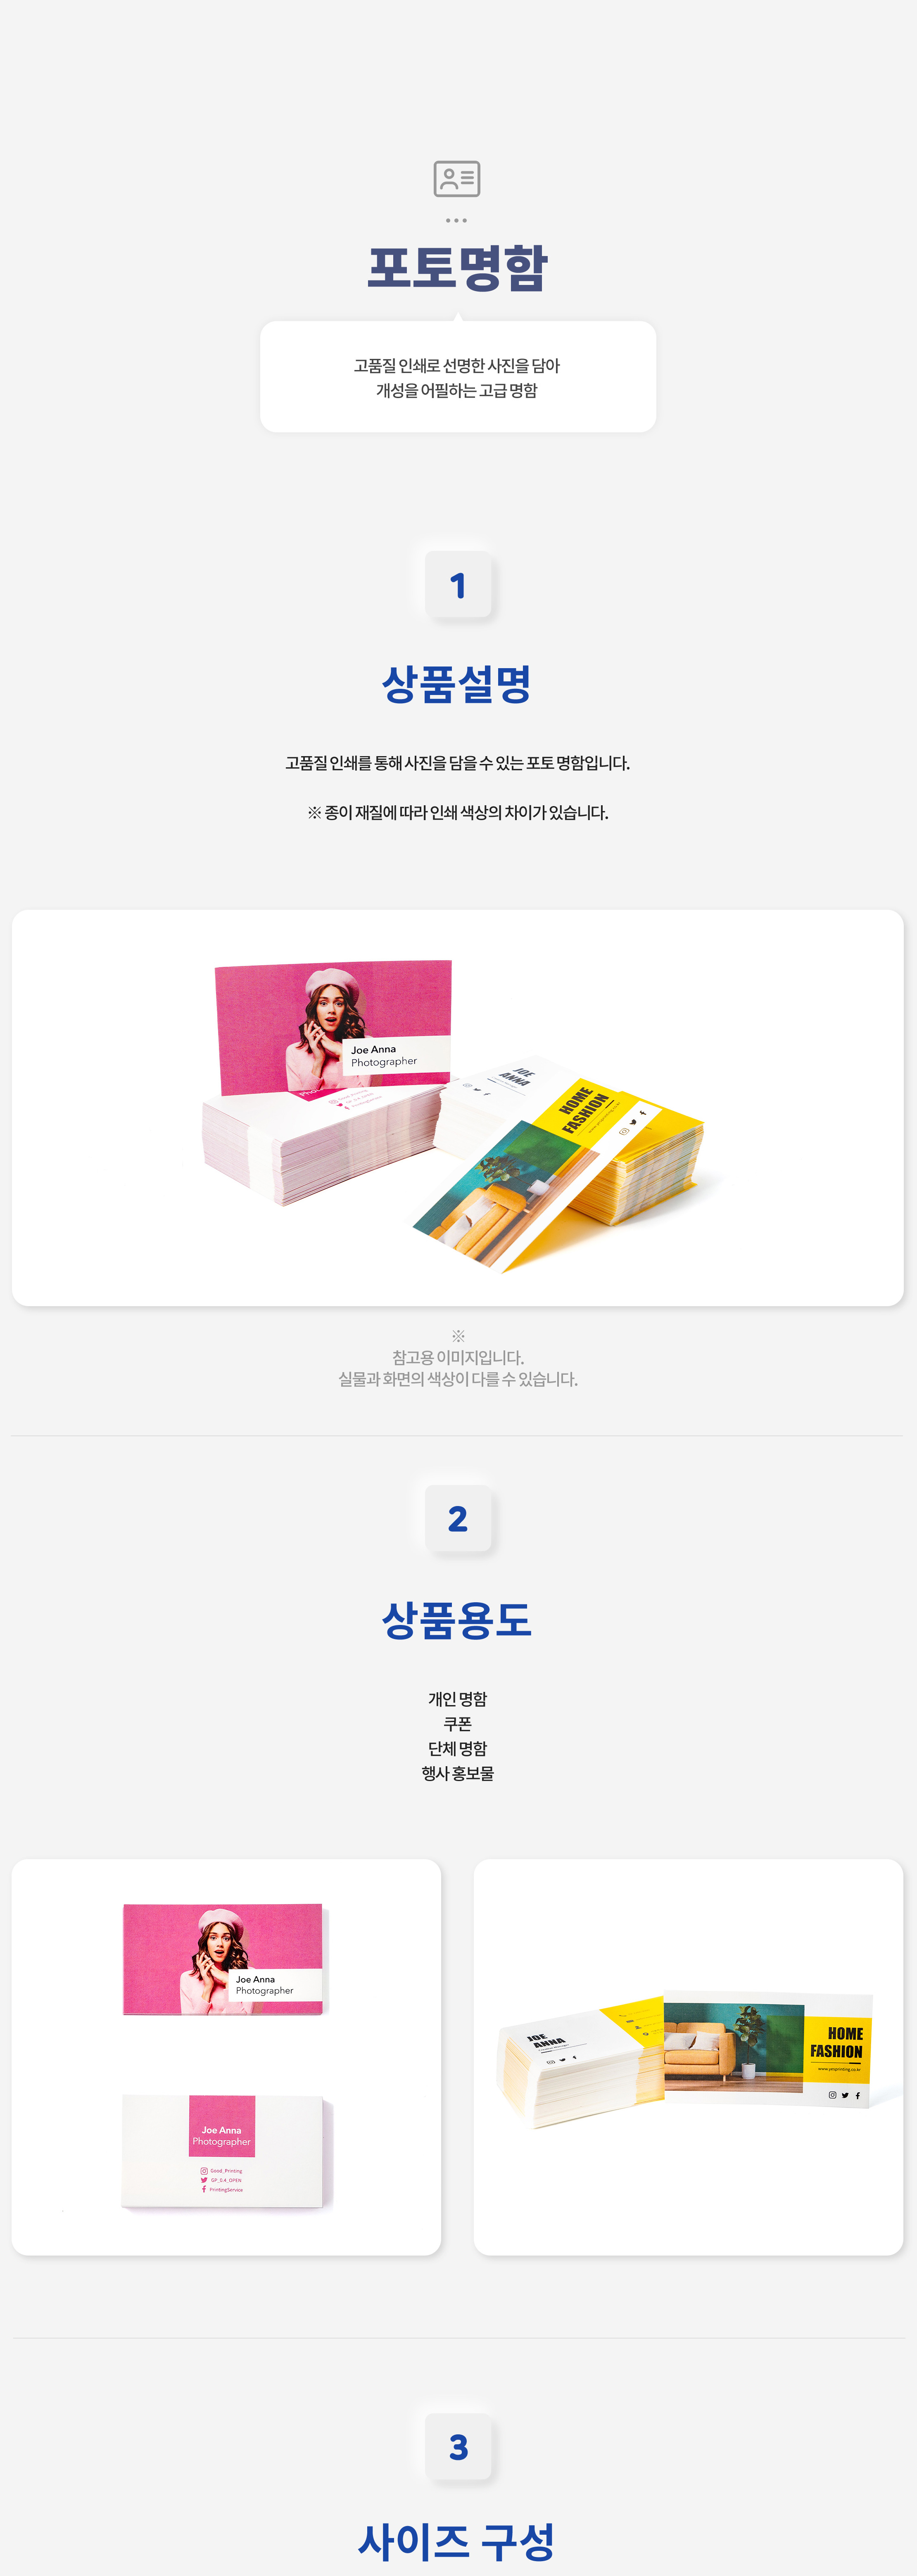 포토명함
고품질 인쇄로 선명한 사진을 담아
개성을 어필하는 고급 명함
1
상품설명
고품질 인쇄를 통해 사진을 담을 수 있는 포토 명함입니다.
※ 종이 재질에 따라 인쇄 색상의 차이가 있습니다.
Joe Anna
Photographer
JOE
ANNA
HOME
FASHION
※
참고용 이미지입니다.
실물과 화면의 색상이 다를 수 있습니다.
2
상품용도
개인 명함
쿠폰
단체 명함
행사 홍보물
Joe Anna
Photographer
Joe Anna
Photographer
Good_Printing
GP_G.4_OPEN
PrintingService
JOE
ANNA
HOME
FASHION
www.yesprinting.co.kr
3
사이즈 구성